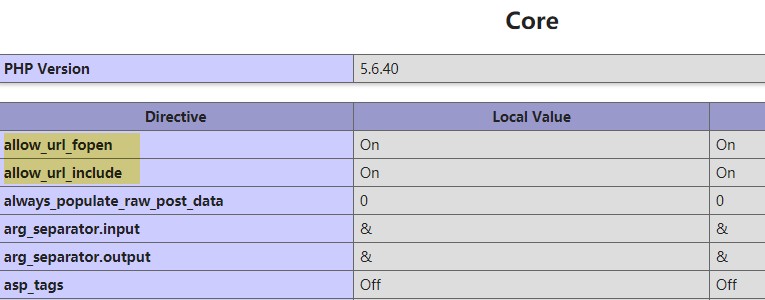 Core
PHP Version 5.6.40
Directive Local Value
allow_url_fopen On On
allow_url_include On On
always_populate_raw_post_data 0 0
arg_separator.input & &
arg_separator.output & &
asp_tags Off Off